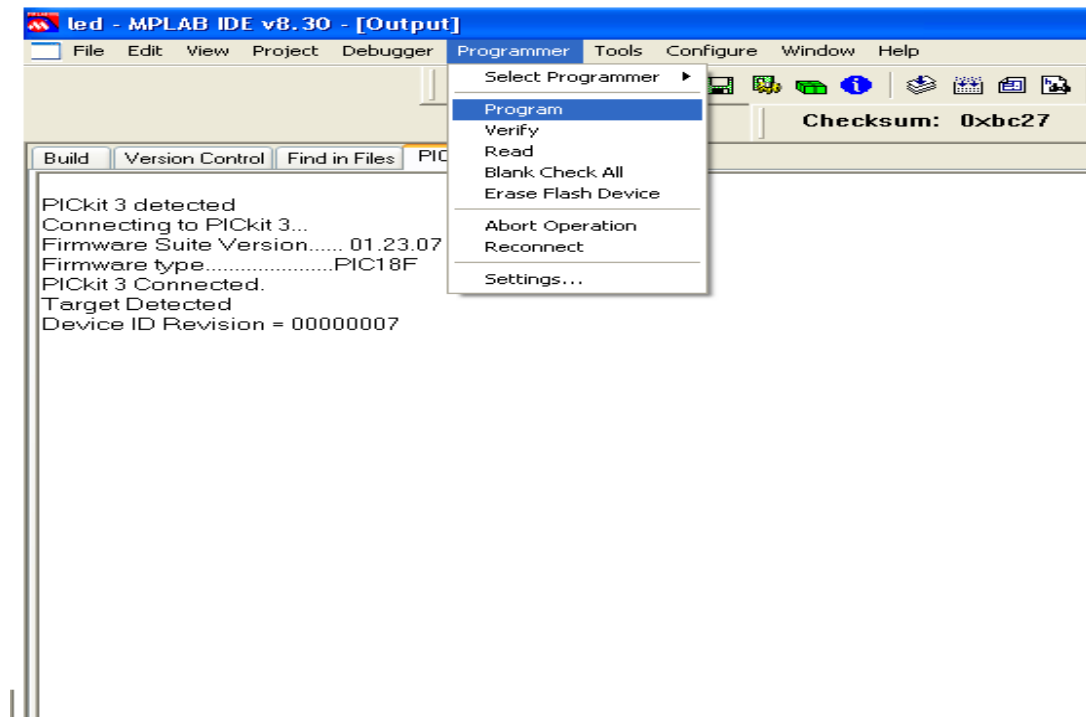 led - MPLAB IDE v8.30 - [Output]
File Edit View Project Debugger Programmer Tools Configure Window Help
Select Programmer
Program
Verify
Read
Blank Check All
Erase Flash Device
Abort Operation
Reconnect
Settings...
Checksum: 0xbc27
Build Version Control Find in Files PIC
PICkit 3 detected
Connecting to PICkit 3...
Firmware Suite Version...... 01.23.07
Firmware type.....................PIC18F
PICkit 3 Connected.
Target Detected
Device ID Revision = 00000007